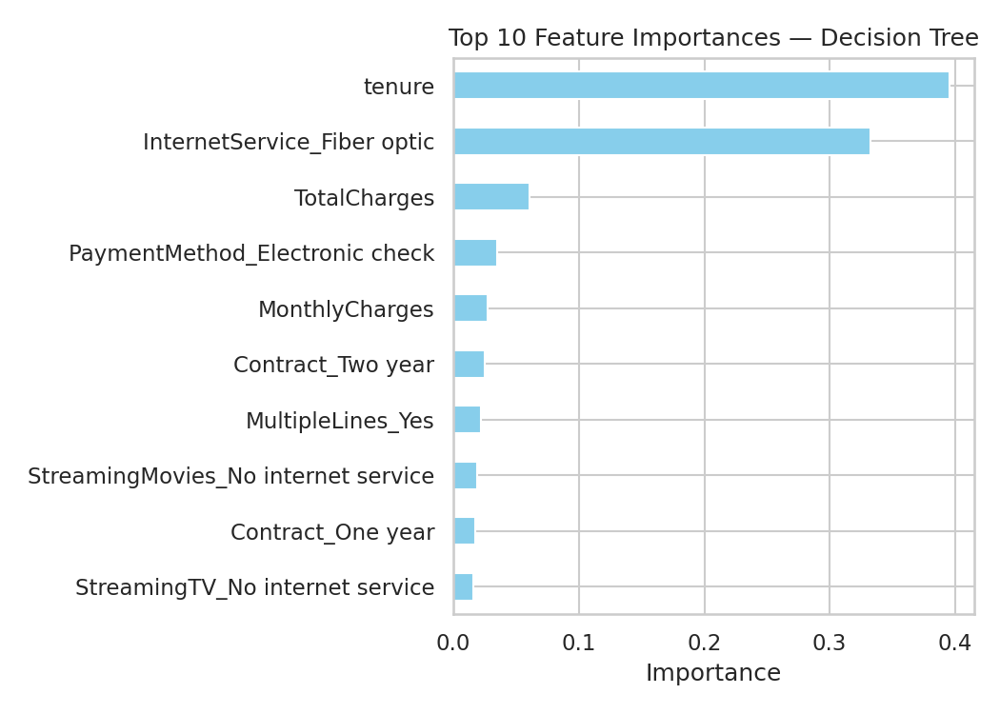 Top 10 Feature Importances — Decision Tree
tenure
InternetService_Fiber optic
TotalCharges
PaymentMethod_Electronic check
MonthlyCharges
Contract_Two year
MultipleLines_Yes
StreamingMovies_No internet service
Contract_One year
StreamingTV_No internet service
0.0 0.1 0.2 0.3 0.4
Importance